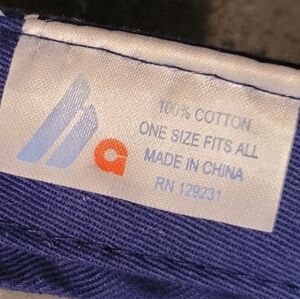 G
100% COTTON
ONE SIZE FITS ALL
MADE IN CHINA
RN 129231